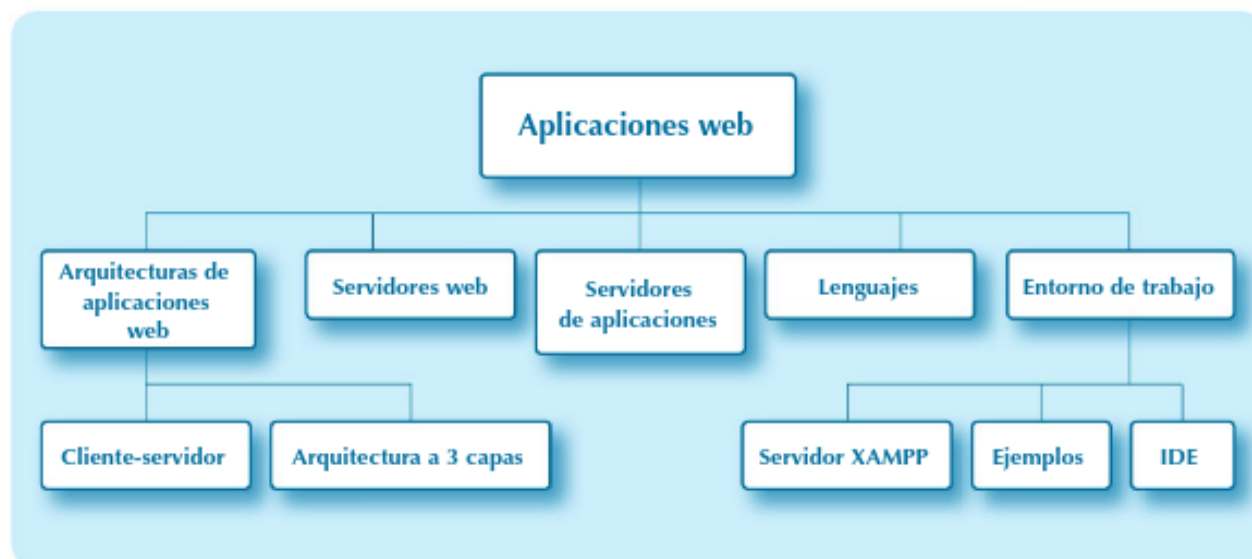 Aplicaciones web
Arquitecturas de
aplicaciones
web
Servidores web
Servidores
de aplicaciones
Lenguajes
Entorno de trabajo
Cliente-servidor
Arquitectura a 3 capas
Servidor XAMPP
Ejemplos
IDE